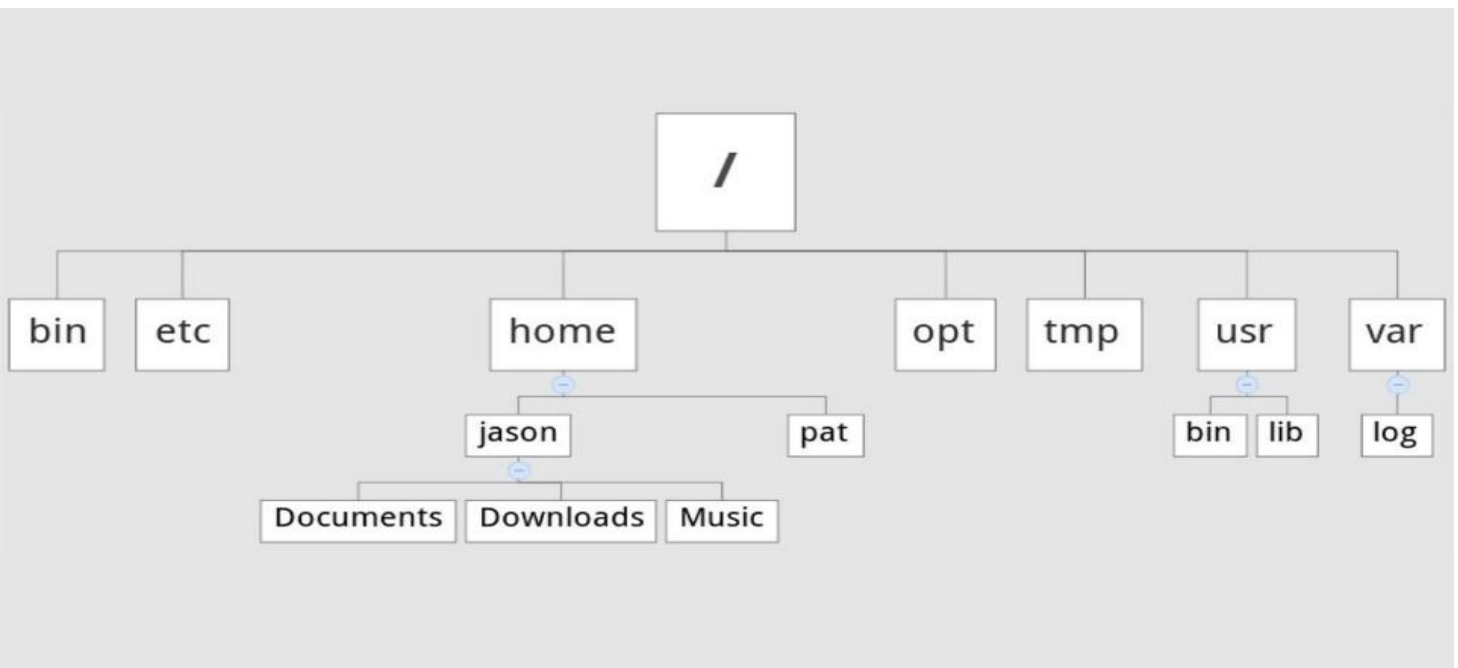 /
bin etc home opt tmp usr var
jason pat bin lib log
Documents Downloads Music